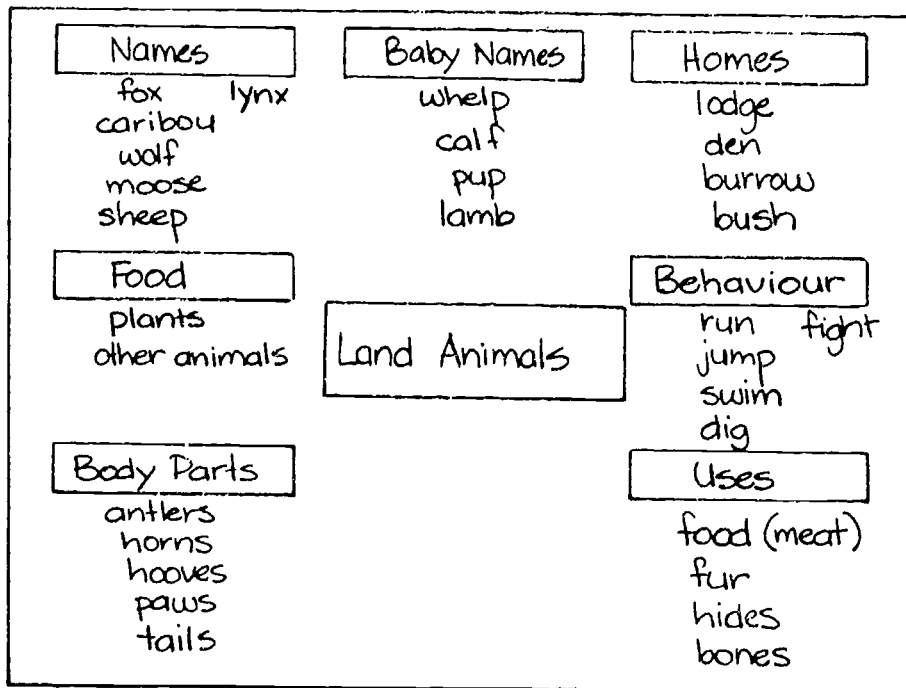 Names
fox lynx
caribou
wolf
moose
sheep
Baby Names
whelp
calf
pup
lamb
Homes
lodge
den
burrow
bush
Food
plants
other animals
Land Animals
Behaviour
run fight
jump
swim
dig
Body Parts
antlers
horns
hooves
paws
tails
Uses
food (meat)
fur
hides
bones